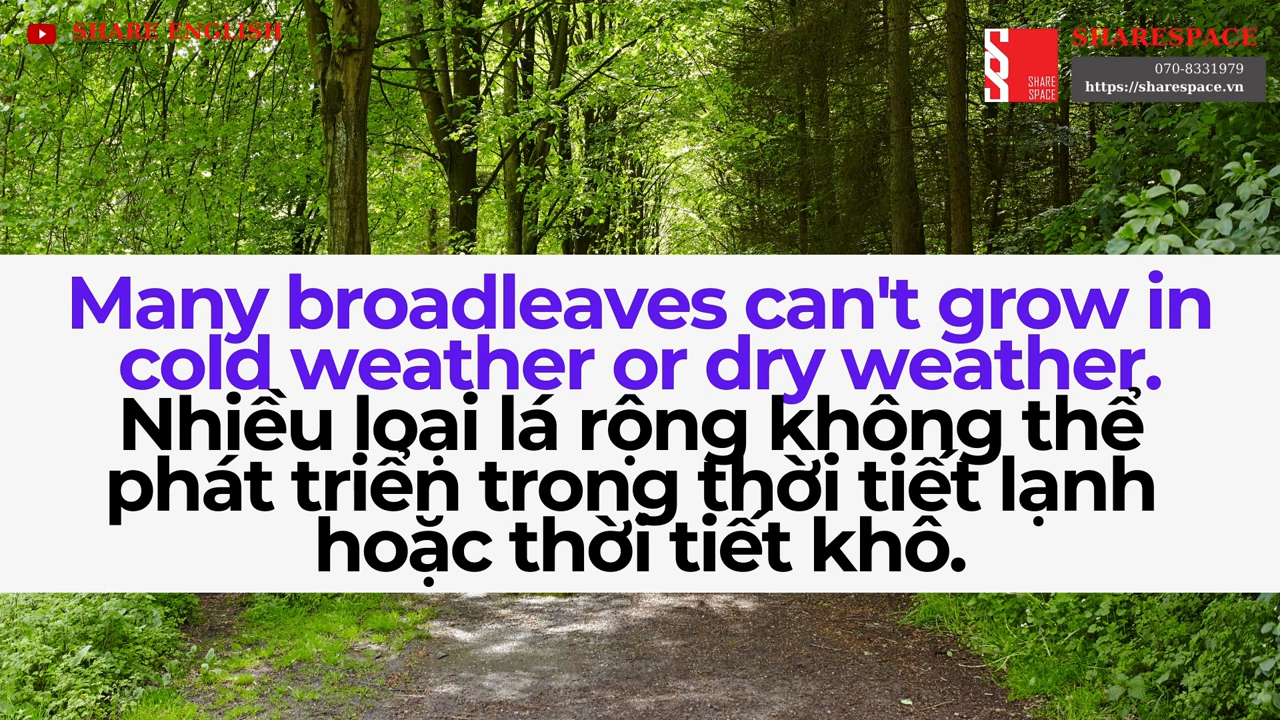 SHARE ENGLISH
SHARESPACE
070-8331979
https://sharespace.vn
SHARE
SPACE
Many broadleaves can't grow in
cold weather or dry weather.
Nhiều loại lá rộng không thể
phát triển trong thời tiết lạnh
hoặc thời tiết khô.